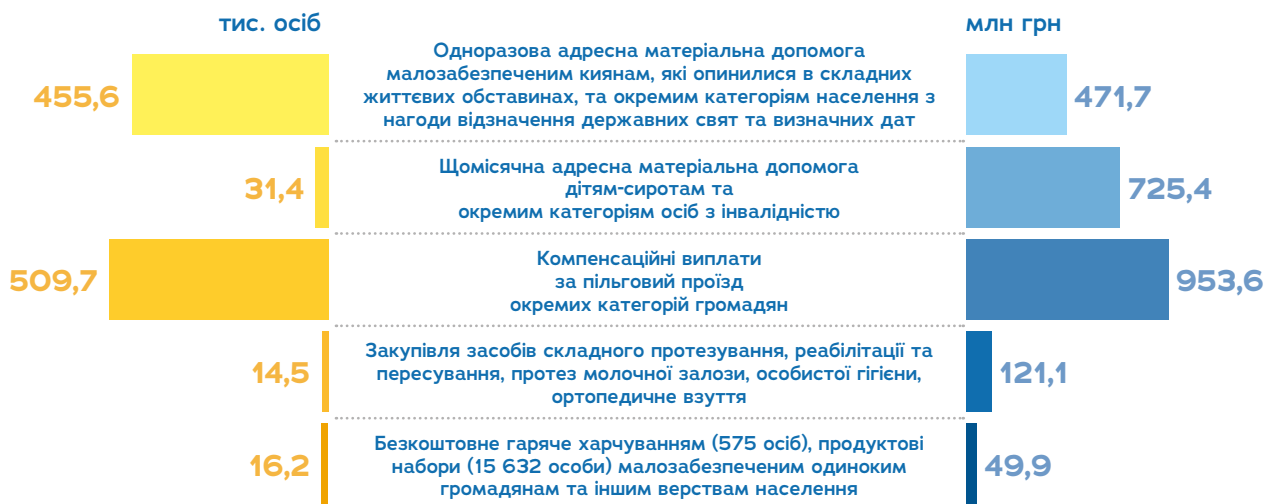 тис. осіб
млн грн
455,6
Одноразова адресна матеріальна допомога
малозабезпеченим киянам, які опинилися в складних
життєвих обставинах, та окремим категоріям населення з
нагоди відзначення державних свят та визначних дат
471,7
31,4
Щомісячна адресна матеріальна допомога
дітям-сиротам та
окремим категоріям осіб з інвалідністю
725,4
509,7
Компенсаційні виплати
за пільговий проїзд
окремих категорій громадян
953,6
14,5
Закупівля засобів складного протезування, реабілітації та
пересування, протез молочної залози, особистої гігієни,
ортопедичне взуття
121,1
16,2
Безкоштовне гаряче харчуванням (575 осіб), продуктові
набори (15 632 особи) малозабезпеченим одиноким
громадянам та іншим верствам населення
49,9